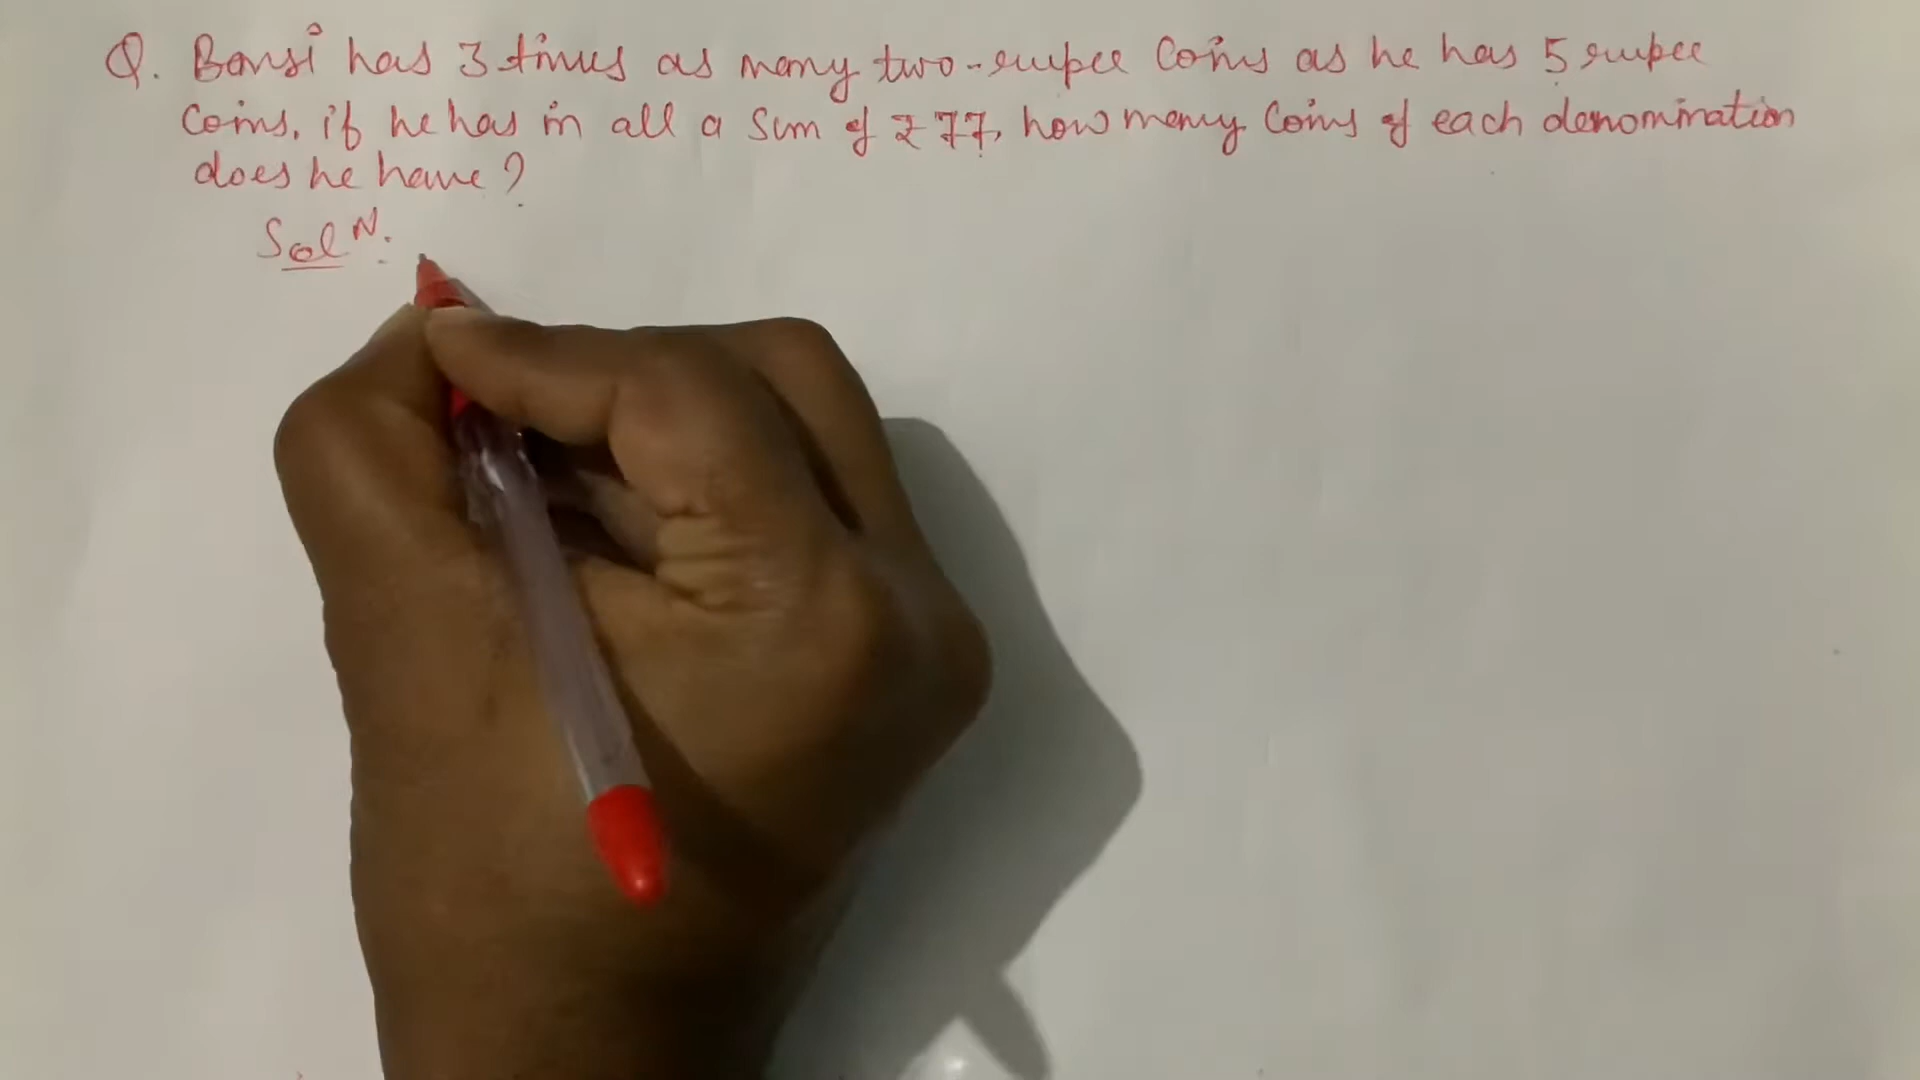 Q. Bansi has 3 times as many two-rupee Coins as he has 5 rupee
Coins. if he has in all a Sum of ₹77, how many Coins of each denomination
does he have?
SolN: